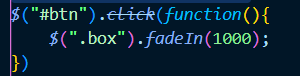 $("#btn").click(function(){
$(".box").fadeIn(1000);
})